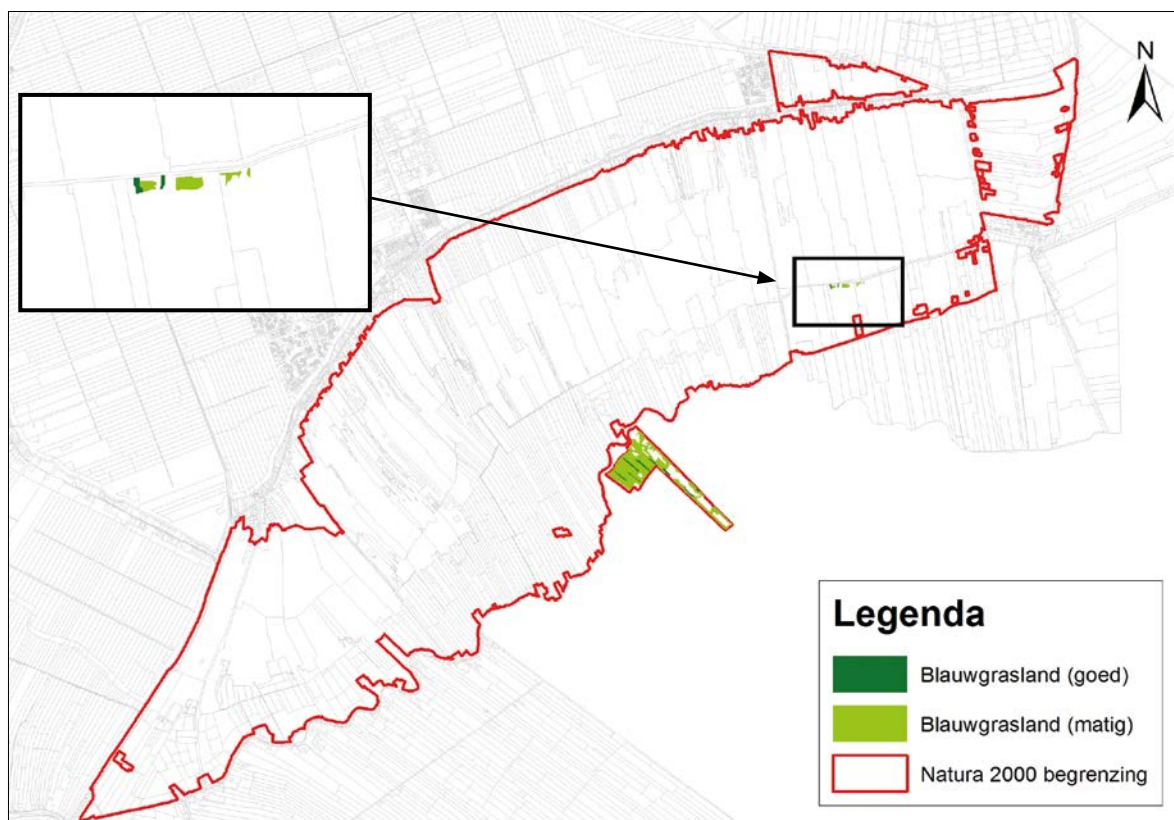 N
Legenda
Blauwgrasland (goed)
Blauwgrasland (matig)
Natura 2000 begrenzing